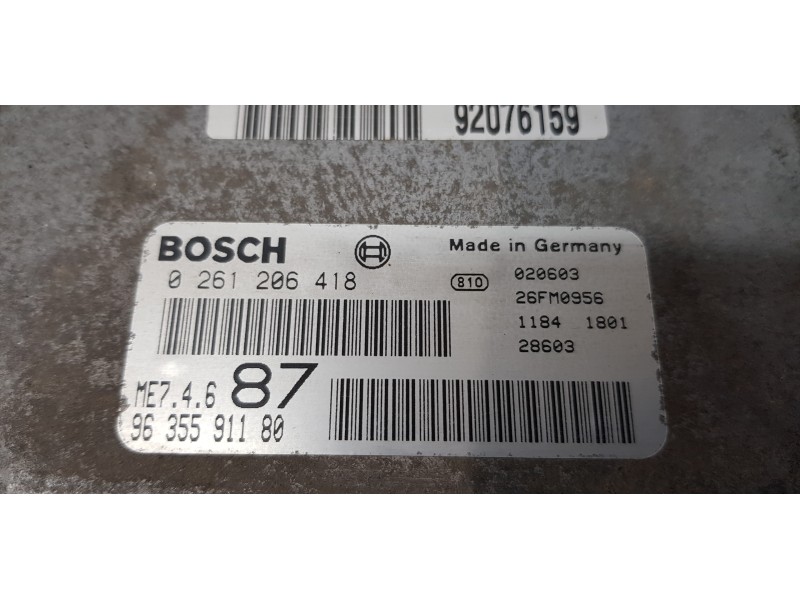 92076159
BOSCH
Made in Germany
0 261 206 418
810
020603
26FM0956
1184 1801
28603
ME7.4.6
87
96 355 911 80